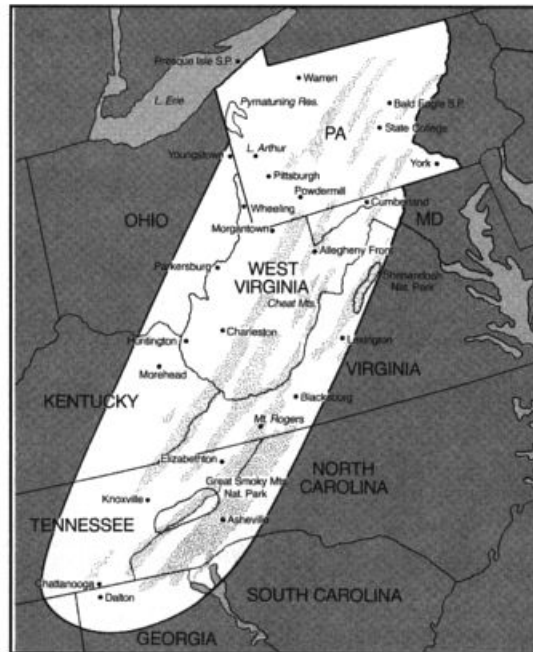 Presque Isle S.P.
Warren
L. Erie
Pymatuning Res.
Bald Eagle S.P.
PA
State College
L. Arthur
Youngstown
York
Pittsburgh
Powdermill
OHIO
Wheeling
Cumberland
MD
Morgantown
Allegheny Front
Parkersburg
WEST
VIRGINIA
Shenandoah
Nat. Park
Cheat Mts.
Charleston
Huntington
Lexington
Morehead
VIRGINIA
KENTUCKY
Blacksburg
Mt. Rogers
Elizabethton
NORTH
CAROLINA
Great Smoky Mts.
Nat. Park
Knoxville
TENNESSEE
Asheville
hattanooga
Dalton
SOUTH CAROLINA
GEORGIA